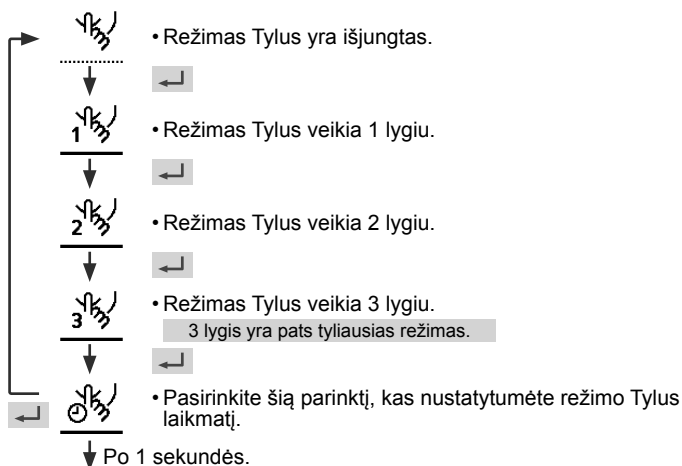 • Režimas Tylus yra išjungtas.
1
• Režimas Tylus veikia 1 lygiu.
2
• Režimas Tylus veikia 2 lygiu.
3
• Režimas Tylus veikia 3 lygiu.
3 lygis yra pats tyliausias režimas.
• Pasirinkite šią parinktį, kas nustatytumėte režimo Tylus
laikmatį.
Po 1 sekundės.